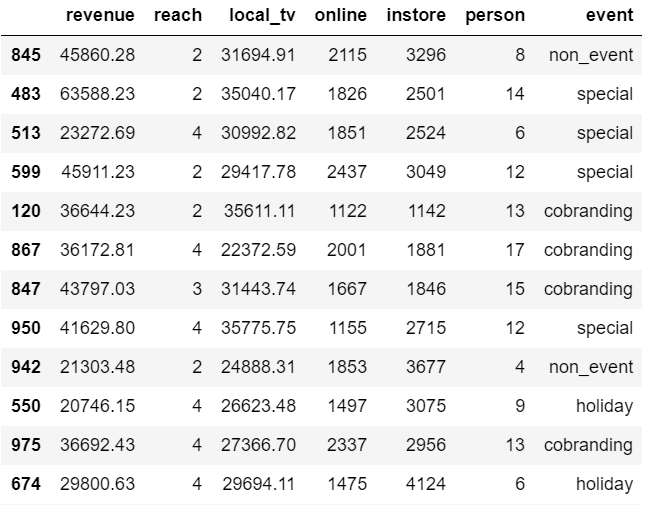 revenue reach local_tv online instore person event
845 45860.28 2 31694.91 2115 3296 8 non_event
483 63588.23 2 35040.17 1826 2501 14 special
513 23272.69 4 30992.82 1851 2524 6 special
599 45911.23 2 29417.78 2437 3049 12 special
120 36644.23 2 35611.11 1122 1142 13 cobranding
867 36172.81 4 22372.59 2001 1881 17 cobranding
847 43797.03 3 31443.74 1667 1846 15 cobranding
950 41629.80 4 35775.75 1155 2715 12 special
942 21303.48 2 24888.31 1853 3677 4 non_event
550 20746.15 4 26623.48 1497 3075 9 holiday
975 36692.43 4 27366.70 2337 2956 13 cobranding
674 29800.63 4 29694.11 1475 4124 6 holiday